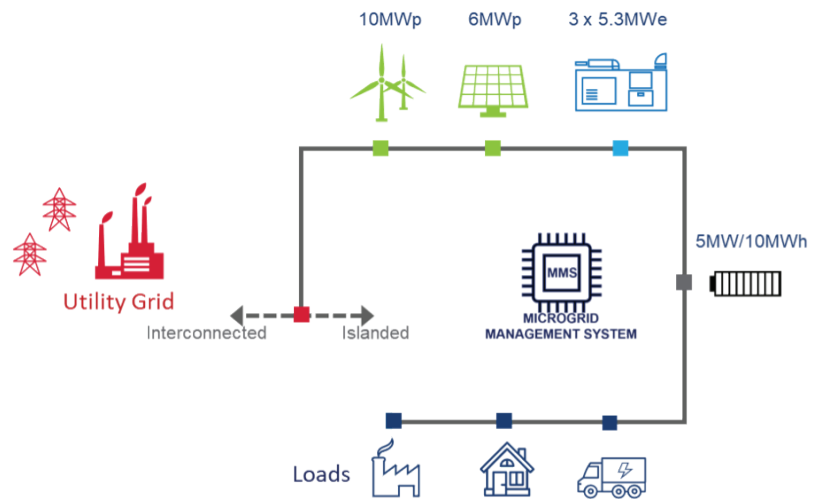 10MWp
6MWp
3 x 5.3MWe
5MW/10MWh
MMS
Utility Grid
Interconnected
Islanded
MICROGRID
MANAGEMENT SYSTEM
Loads